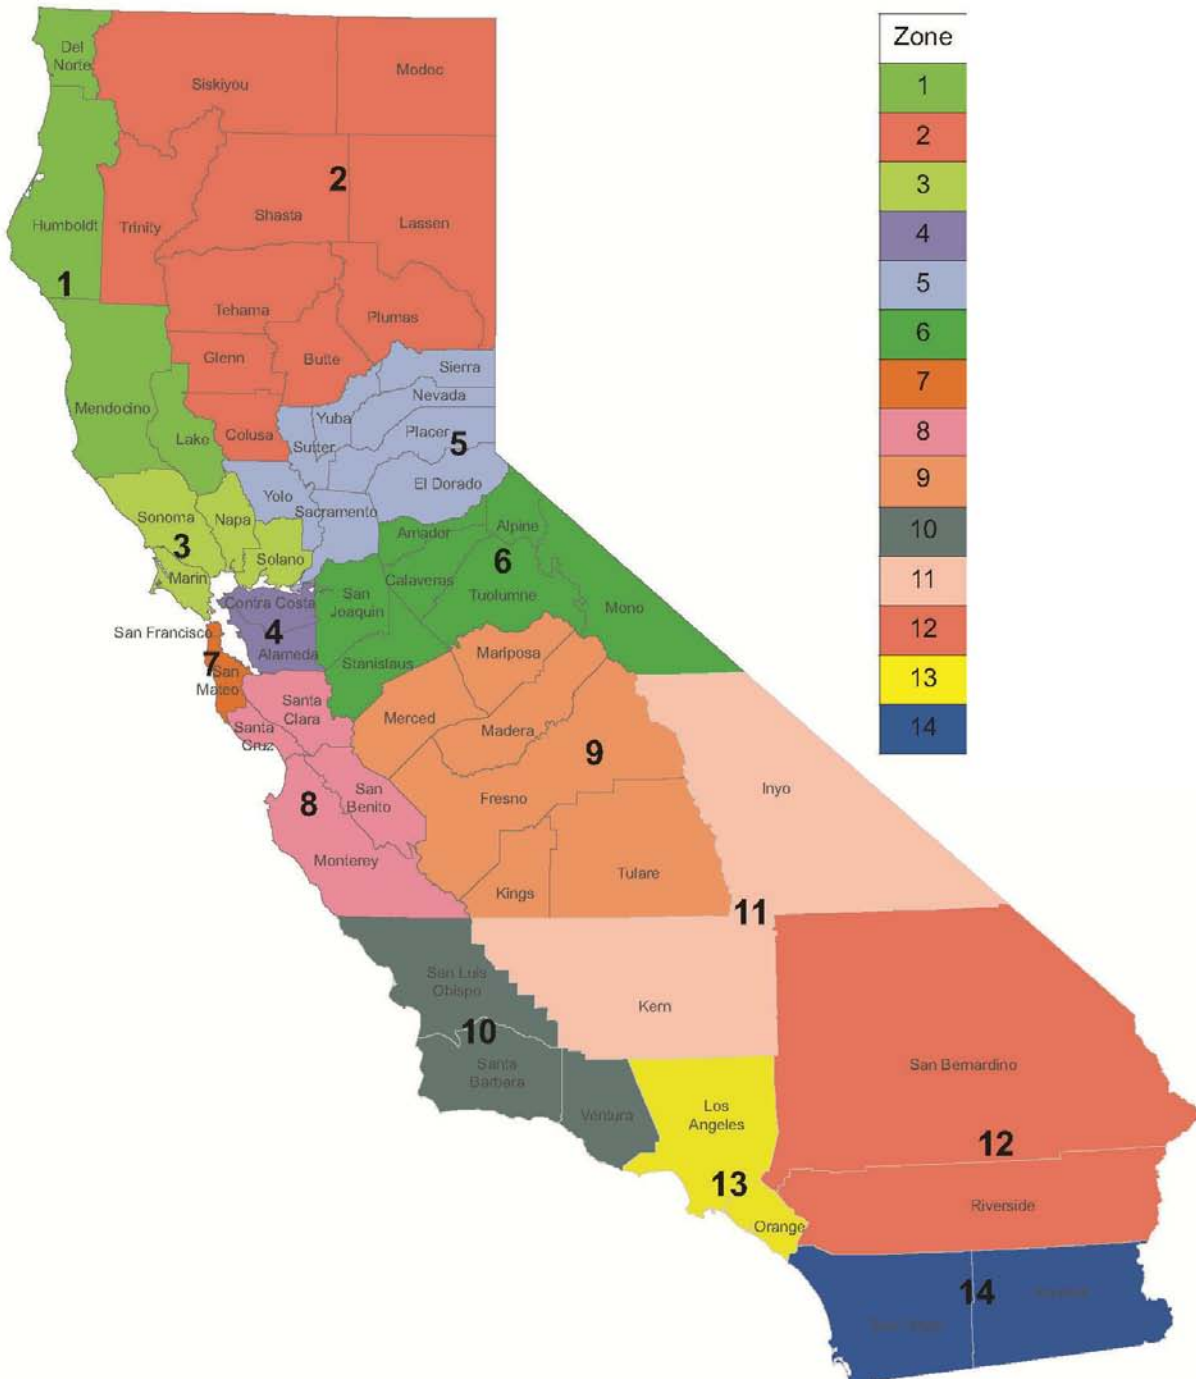 Zone
1
2
3
4
5
6
7
8
9
10
11
12
13
14
Del
Norte
Siskiyou
Modoc
2
Humboldt
Trinity
Shasta
Lassen
1
Tehama
Plumas
Glenn
Butte
Sierra
Nevada
Mendocino
Lake
Colusa
Yuba
Sutter
Placer
5
El Dorado
Yolo
Sacramento
Sonoma
Napa
3
Solano
Marin
Amador
Alpine
6
Calaveras
Tuolumne
Mono
San
Joaquin
Contra Costa
4
Alameda
San Francisco
7
San
Mateo
Stanislaus
Mariposa
Santa
Clara
Merced
Santa
Cruz
Madera
9
8
San
Benito
Fresno
Inyo
Monterey
Kings
Tulare
11
San Luis
Obispo
Kern
10
Santa
Barbara
San Bernardino
Ventura
Los
Angeles
12
13
Orange
Riverside
14